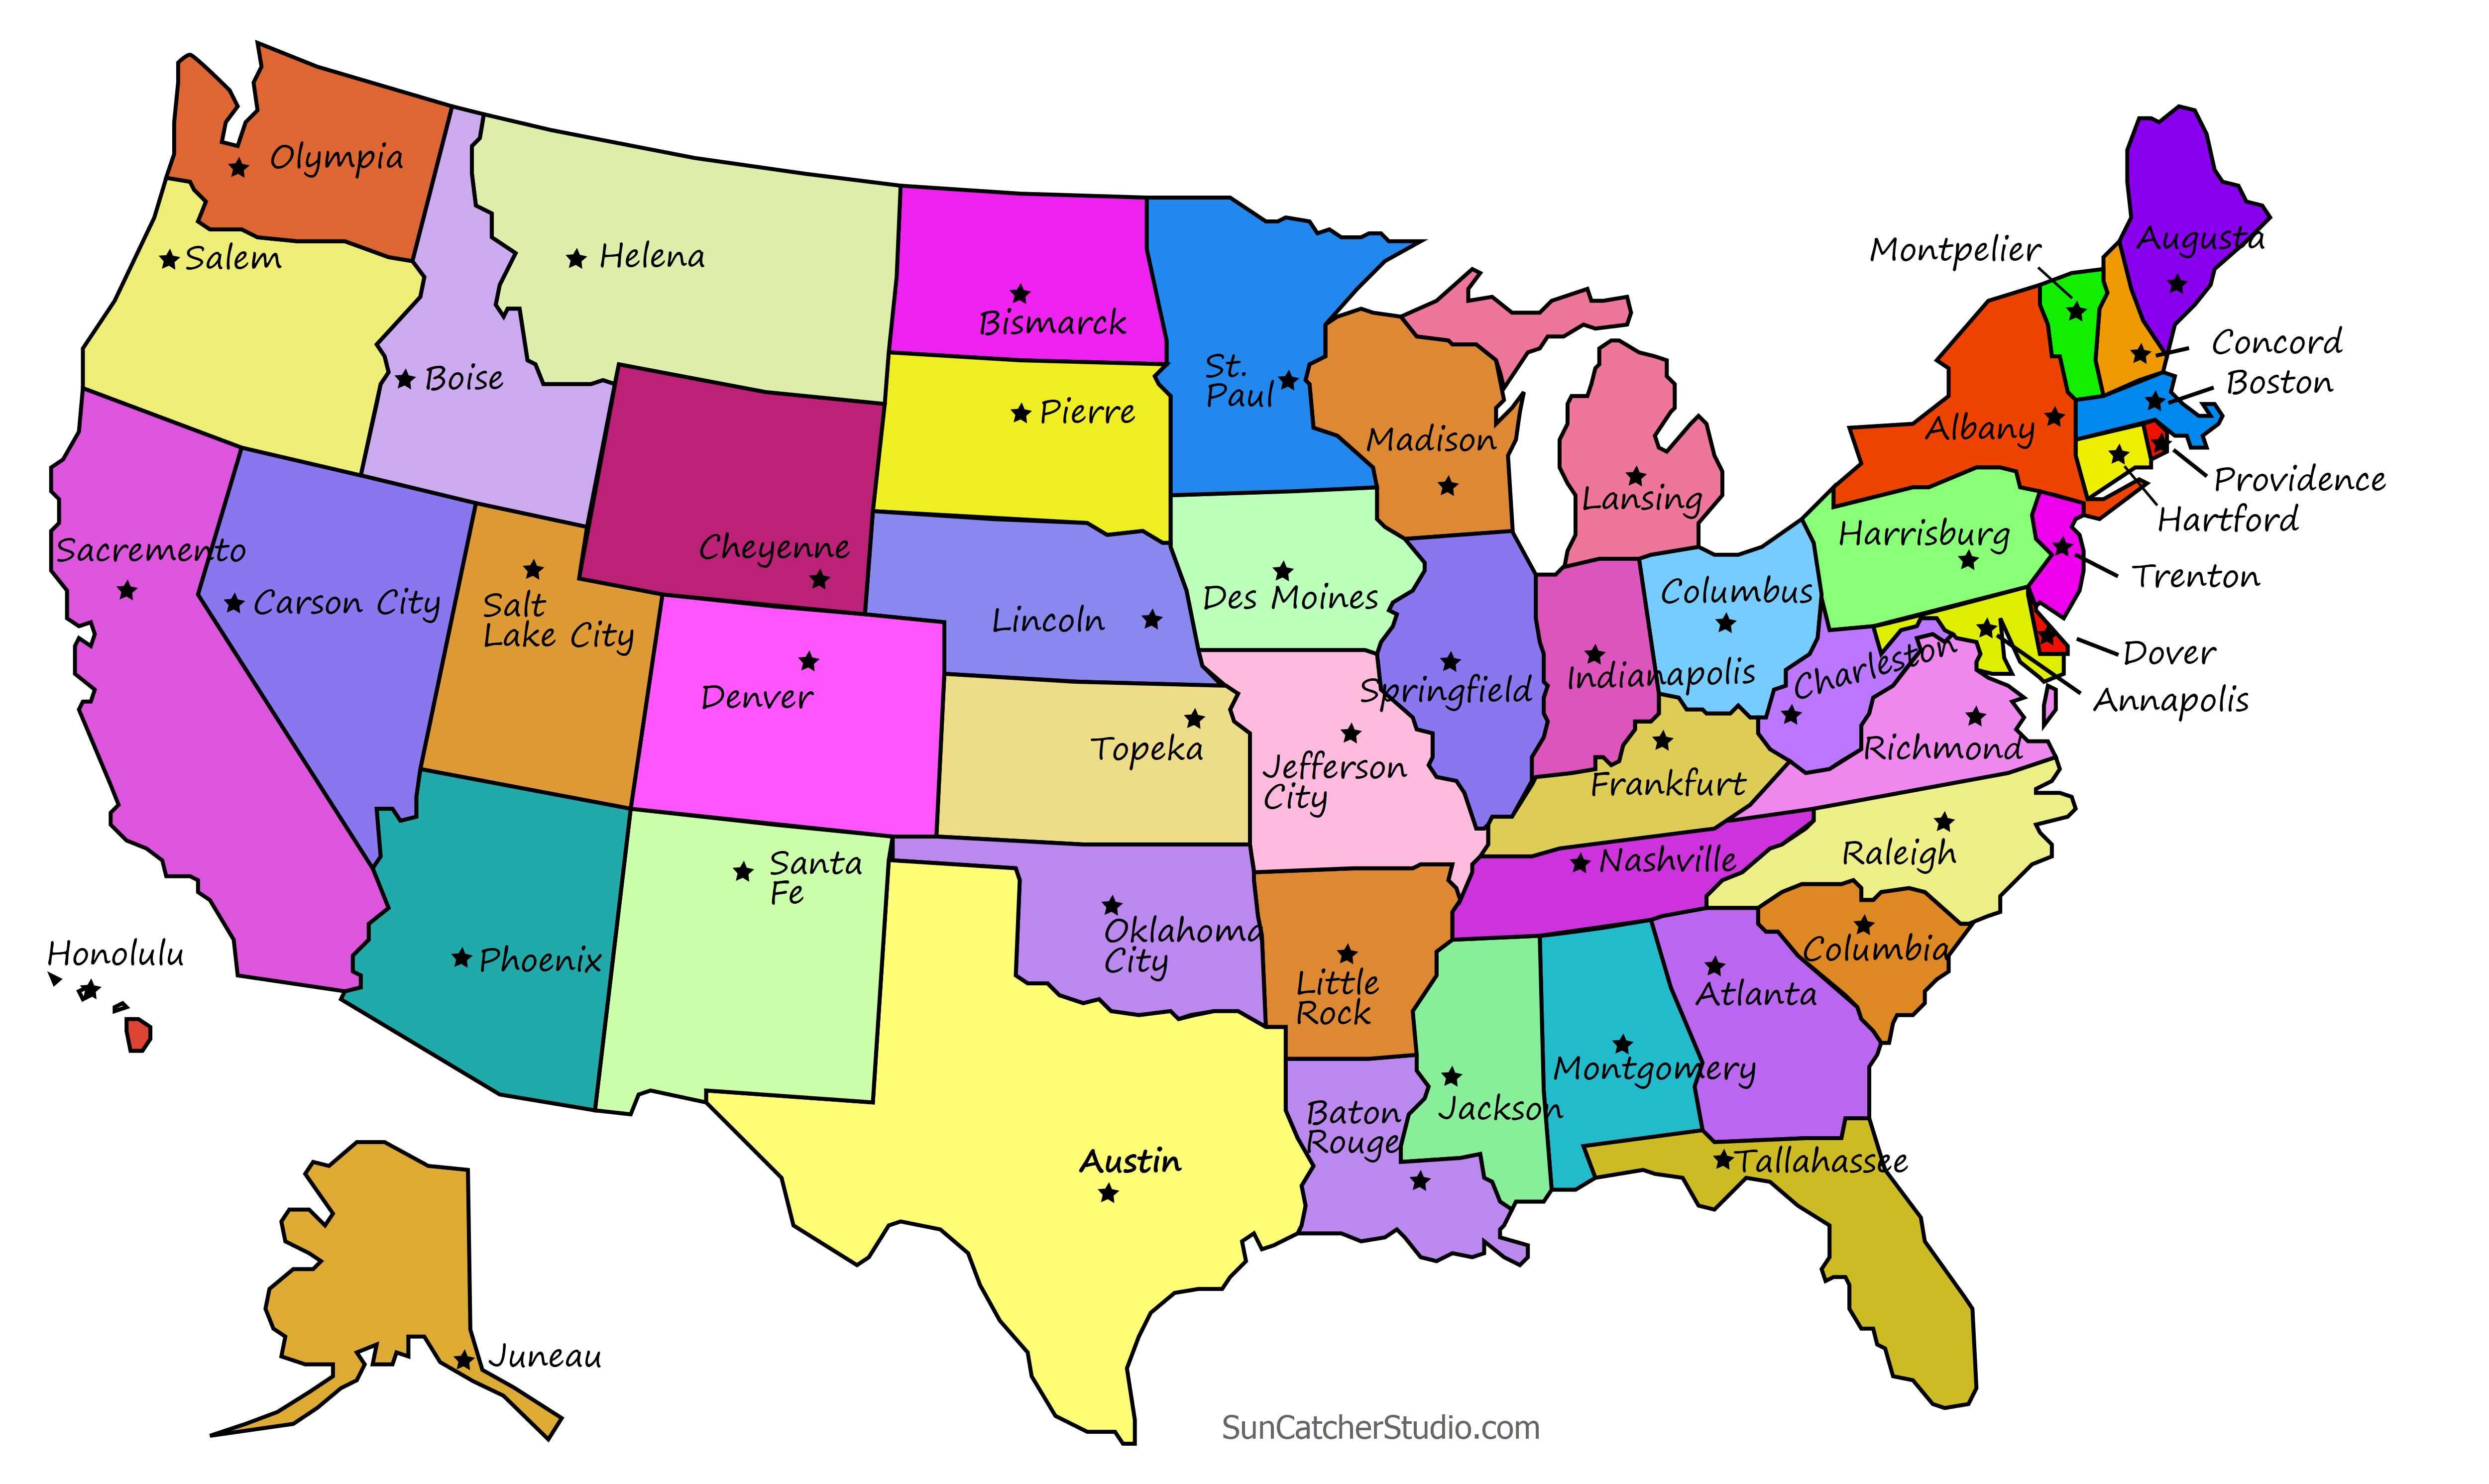 Olympia
Salem
Helena
Boise
Bismarck
Pierre
St.
Paul
Madison
Lansing
Montpelier
Augusta
Concord
Boston
Albany
Providence
Hartford
Harrisburg
Trenton
Dover
Annapolis
Sacremento
Carson City
Salt
Lake City
Cheyenne
Denver
Lincoln
Des Moines
Topeka
Jefferson
City
Springfield
Indianapolis
Columbus
Charleston
Richmond
Frankfurt
Nashville
Raleigh
Columbia
Atlanta
Montgomery
Jackson
Little
Rock
Oklahoma
City
Santa
Fe
Phoenix
Honolulu
Austin
Baton
Rouge
Tallahassee
Juneau
SunCatcherStudio.com